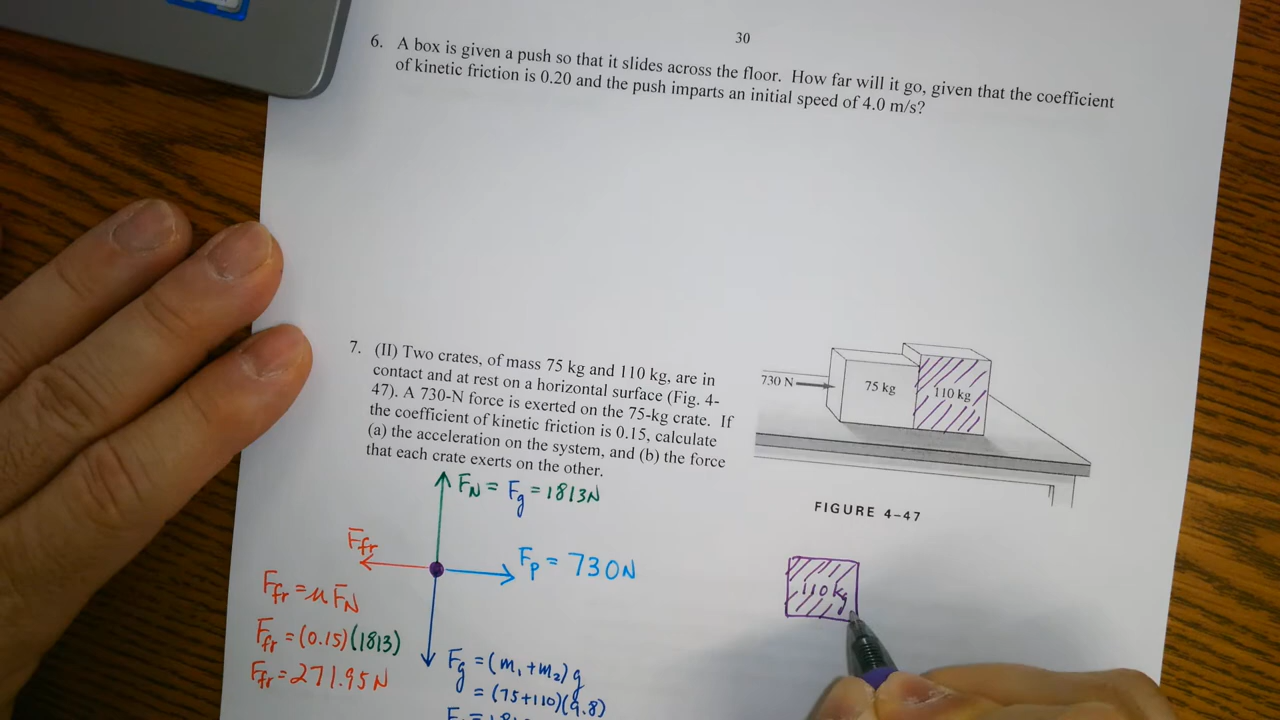 30
6. A box is given a push so that it slides across the floor. How far will it go, given that the coefficient
of kinetic friction is 0.20 and the push imparts an initial speed of 4.0 m/s?
7. (II) Two crates, of mass 75 kg and 110 kg, are in
contact and at rest on a horizontal surface (Fig. 4-
47). A 730-N force is exerted on the 75-kg crate. If
the coefficient of kinetic friction is 0.15, calculate
(a) the acceleration on the system, and (b) the force
that each crate exerts on the other.
730 N
75 kg
110 kg
FIGURE 4-47
FN = Fg = 1813N
Ffr
Fp = 730N
Ffr = μFN
Ffr = (0.15)(1813)
Ffr = 271.95N
Fg = (m1+m2)g
= (75+110)(9.8)
110 kg